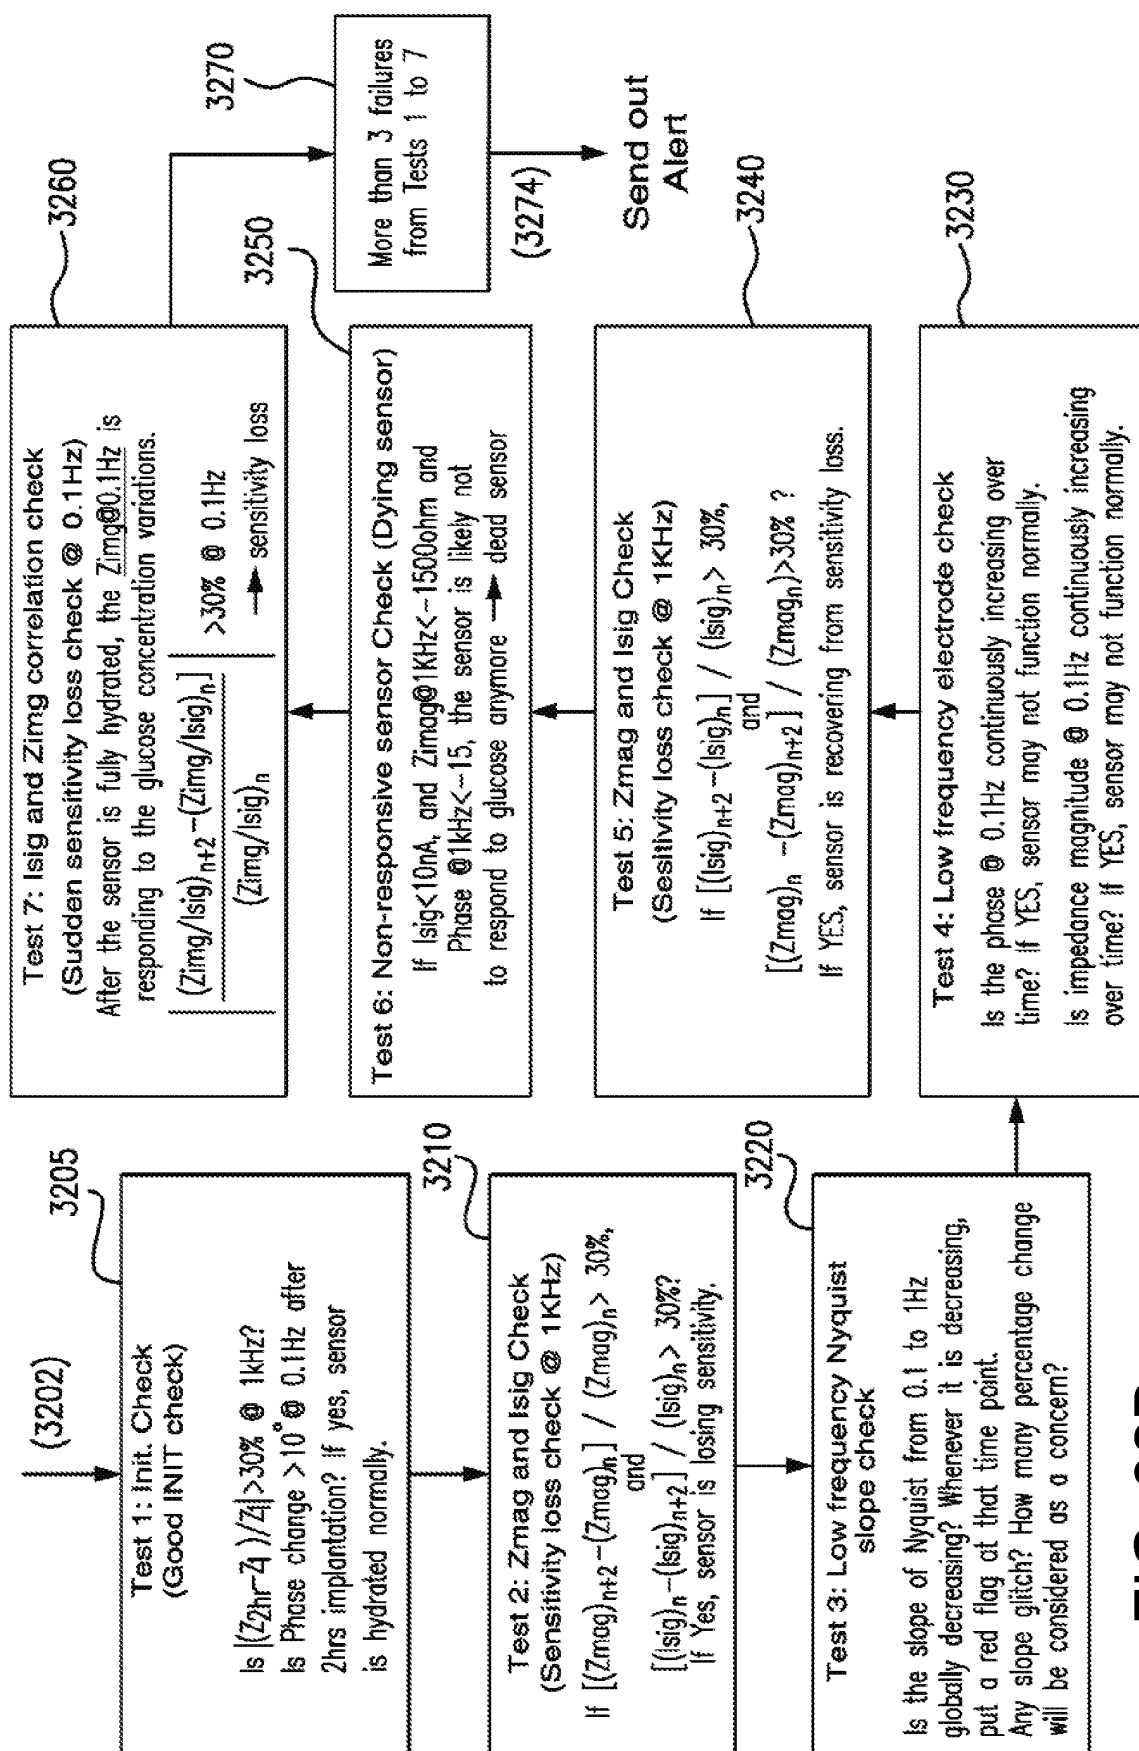 (3202)
3205
Test 1: Init. Check
(Good INIT check)
Is |(Z2hr-Z1)/Z1|>30% @ 1kHz?
Is Phase change >10° @ 0.1Hz after
2hrs implantation? If yes, sensor
is hydrated normally.
3210
Test 2: Zmag and Isig Check
(Sensitivity loss check @ 1KHz)
If [(Zmag)n+2-(Zmag)n] / (Zmag)n> 30%,
and
[(Isig)n-(Isig)n+2] / (Isig)n> 30%?
If Yes, sensor is losing sensitivity.
3220
Test 3: Low frequency Nyquist
slope check
Is the slope of Nyquist from 0.1 to 1Hz
globally decreasing? Whenever it is decreasing,
put a red flag at that time point.
Any slope glitch? How many percentage change
will be considered as a concern?
3230
Test 4: Low frequency electrode check
Is the phase @ 0.1Hz continuously increasing over
time? If YES, sensor may not function normally.
Is impedance magnitude @ 0.1Hz continuously increasing
over time? If YES, sensor may not function normally.
3240
Test 5: Zmag and Isig Check
(Sesitivity loss check @ 1KHz)
If [(Isig)n+2-(Isig)n] / (Isig)n> 30%,
and
[(Zmag)n -(Zmag)n+2] / (Zmagn)>30% ?
If YES, sensor is recovering from sensitivity loss.
3250
Test 6: Non-responsive sensor Check (Dying sensor)
If Isig<10nA, and Zimag@1KHz<-1500ohm and
Phase @1kHz<-15, the sensor is likely not
to respond to glucose anymore → dead sensor
3260
Test 7: Isig and Zimg correlation check
(Sudden sensitivity loss check @ 0.1Hz)
After the sensor is fully hydrated, the Zimg@0.1Hz is
responding to the glucose concentration variations.
|(Zimg/Isig)n+2-(Zimg/Isig)n]| >30% @ 0.1Hz
(Zimg/Isig)n → sensitivity loss
3270
More than 3 failures
from Tests 1 to 7
(3274)
Send out
Alert